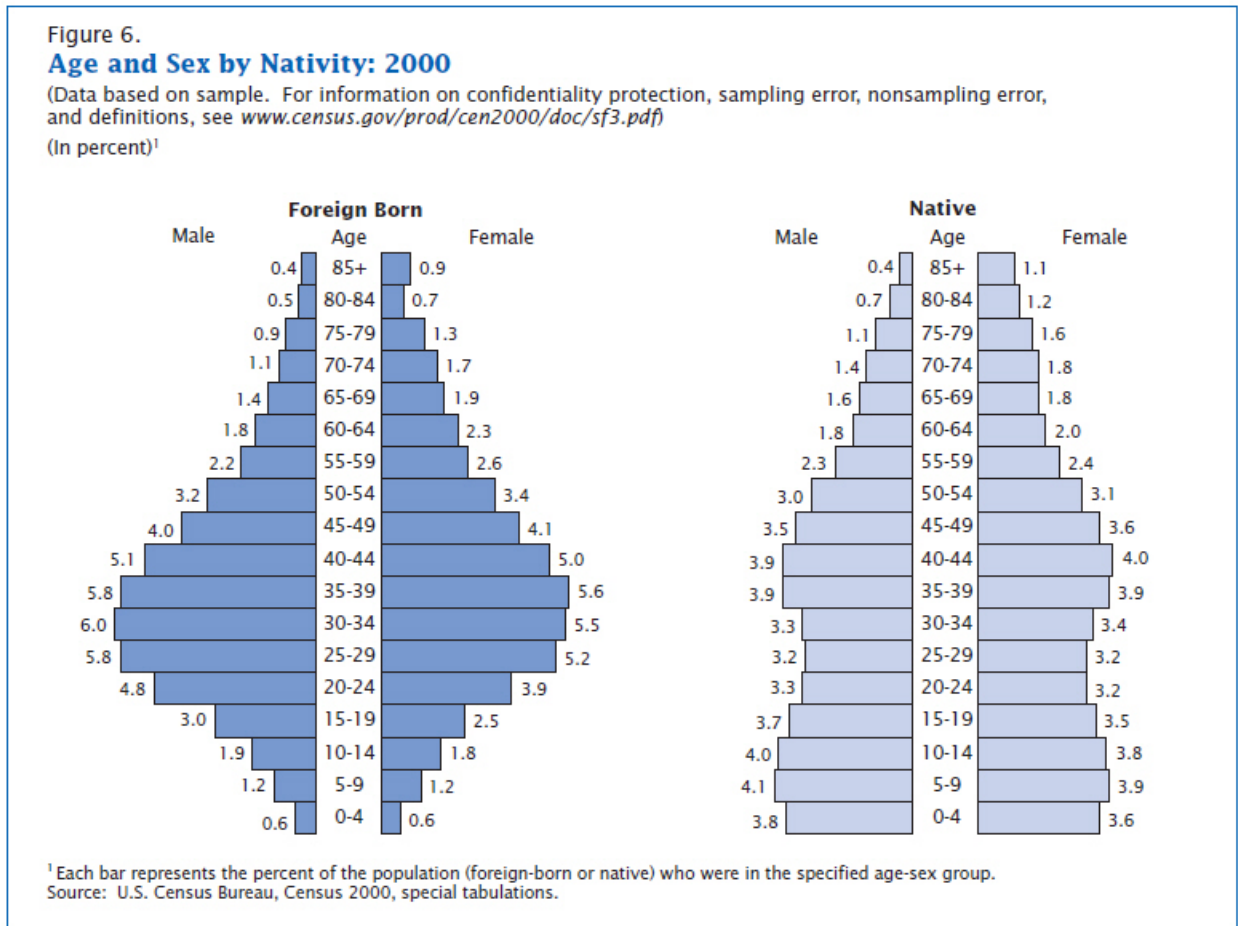 Figure 6.
Age and Sex by Nativity: 2000
(Data based on sample. For information on confidentiality protection, sampling error, nonsampling error,
and definitions, see www.census.gov/prod/cen2000/doc/sf3.pdf)
(In percent)¹
Foreign Born
Male Age Female
0.4 85+ 0.9
0.5 80-84 0.7
0.9 75-79 1.3
1.1 70-74 1.7
1.4 65-69 1.9
1.8 60-64 2.3
2.2 55-59 2.6
3.2 50-54 3.4
4.0 45-49 4.1
5.1 40-44 5.0
5.8 35-39 5.6
6.0 30-34 5.5
5.8 25-29 5.2
4.8 20-24 3.9
3.0 15-19 2.5
1.9 10-14 1.8
1.2 5-9 1.2
0.6 0-4 0.6
Native
Male Age Female
0.4 85+ 1.1
0.7 80-84 1.2
1.1 75-79 1.6
1.4 70-74 1.8
1.6 65-69 1.8
1.8 60-64 2.0
2.3 55-59 2.4
3.0 50-54 3.1
3.5 45-49 3.6
3.9 40-44 4.0
3.9 35-39 3.9
3.3 30-34 3.4
3.2 25-29 3.2
3.3 20-24 3.2
3.7 15-19 3.5
4.0 10-14 3.8
4.1 5-9 3.9
3.8 0-4 3.6
¹ Each bar represents the percent of the population (foreign-born or native) who were in the specified age-sex group.
Source: U.S. Census Bureau, Census 2000, special tabulations.